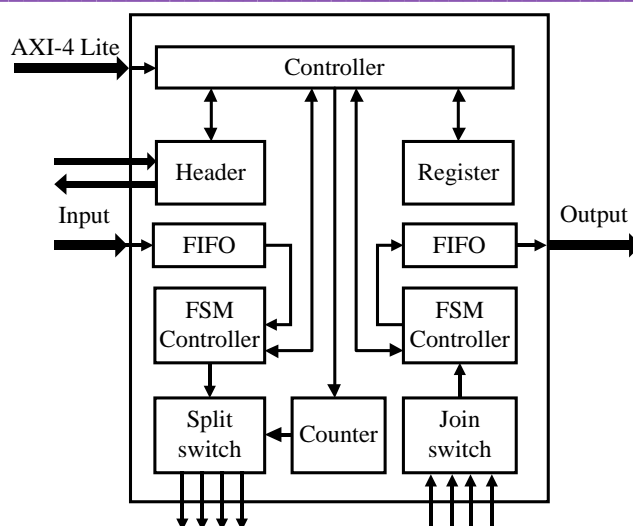 AXI-4 Lite
Controller
Header
Register
Input
Output
FIFO
FIFO
FSM
Controller
FSM
Controller
Split
switch
Counter
Join
switch